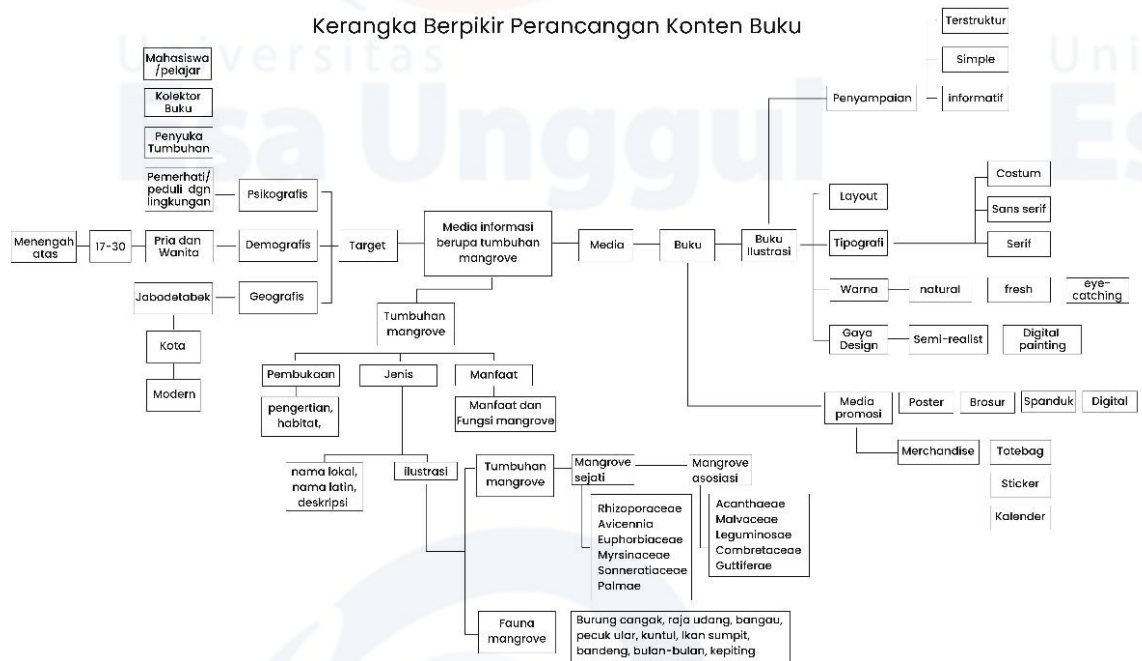 Kerangka Berpikir Perancangan Konten Buku
Universitas
Esa Unggul
Uni
Es
Mahasiswa
/pelajar
Kolektor
Buku
Penyuka
Tumbuhan
Pemerhati/
peduli dgn
lingkungan
Psikografis
Menengah
atas
17-30
Pria dan
Wanita
Demografis
Target
Jabodetabek
Geografis
Kota
Modern
Media informasi
berupa tumbuhan
mangrove
Media
Buku
Buku
Ilustrasi
Penyampaian
Terstruktur
Simple
informatif
Layout
Tipografi
Costum
Sans serif
Serif
Warna
natural
fresh
eye-
catching
Gaya
Design
Semi-realist
Digital
painting
Media
promosi
Poster
Brosur
Spanduk
Digital
Merchandise
Totebag
Sticker
Kalender
Tumbuhan
mangrove
Pembukaan
Jenis
Manfaat
pengertian,
habitat,
Manfaat dan
Fungsi mangrove
nama lokal,
nama latin,
deskripsi
ilustrasi
Tumbuhan
mangrove
Mangrove
sejati
Mangrove
asosiasi
Rhizoporaceae
Avicennia
Euphorbiaceae
Myrsinaceae
Sonneratiaceae
Palmae
Acanthaeae
Malvaceae
Leguminosae
Combretaceae
Guttiferae
Fauna
mangrove
Burung cangak, raja udang, bangau,
pecuk ular, kuntul, Ikan sumpit,
bandeng, bulan-bulan, kepiting